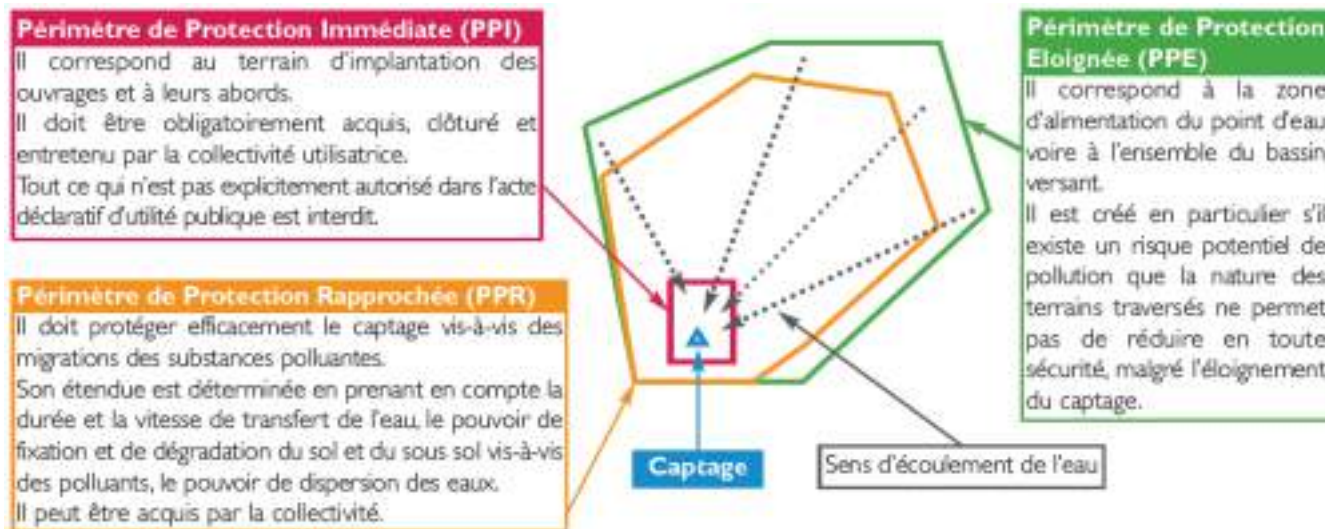 Périmètre de Protection Immédiate (PPI)
Il correspond au terrain d'implantation des
ouvrages et à leurs abords.
Il doit être obligatoirement acquis, clôturé et
entretenu par la collectivité utilisatrice.
Tout ce qui n'est pas explicitement autorisé dans l'acte
déclaratif d'utilité publique est interdit.
Périmètre de Protection Rapprochée (PPR)
Il doit protéger efficacement le captage vis-à-vis des
migrations des substances polluantes.
Son étendue est déterminée en prenant en compte la
durée et la vitesse de transfert de l'eau, le pouvoir de
fixation et de dégradation du sol et du sous sol vis-à-vis
des polluants, le pouvoir de dispersion des eaux.
Il peut être acquis par la collectivité.
Captage
Sens d'écoulement de l'eau
Périmètre de Protection
Eloignée (PPE)
Il correspond à la zone
d'alimentation du point d'eau
voire à l'ensemble du bassin
versant.
Il est créé en particulier s'il
existe un risque potentiel de
pollution que la nature des
terrains traversés ne permet
pas de réduire en toute
sécurité, malgré l'éloignement
du captage.